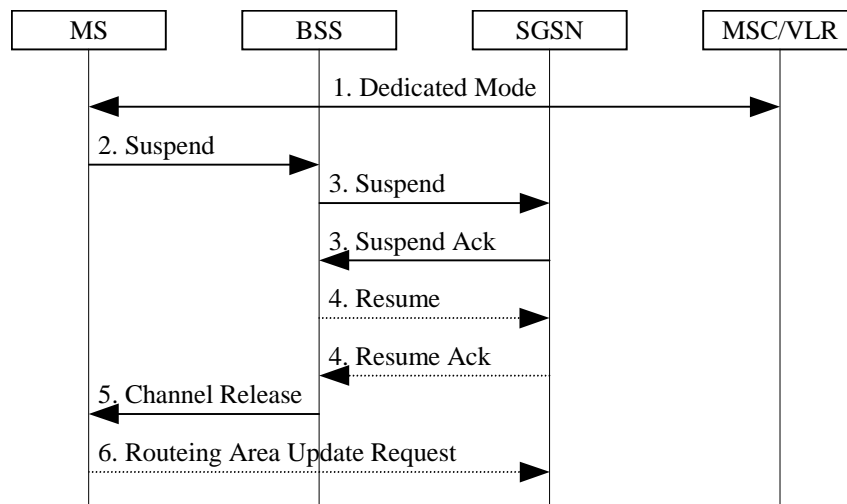 MS
BSS
SGSN
MSC/VLR
1. Dedicated Mode
2. Suspend
3. Suspend
3. Suspend Ack
4. Resume
4. Resume Ack
5. Channel Release
6. Routeing Area Update Request